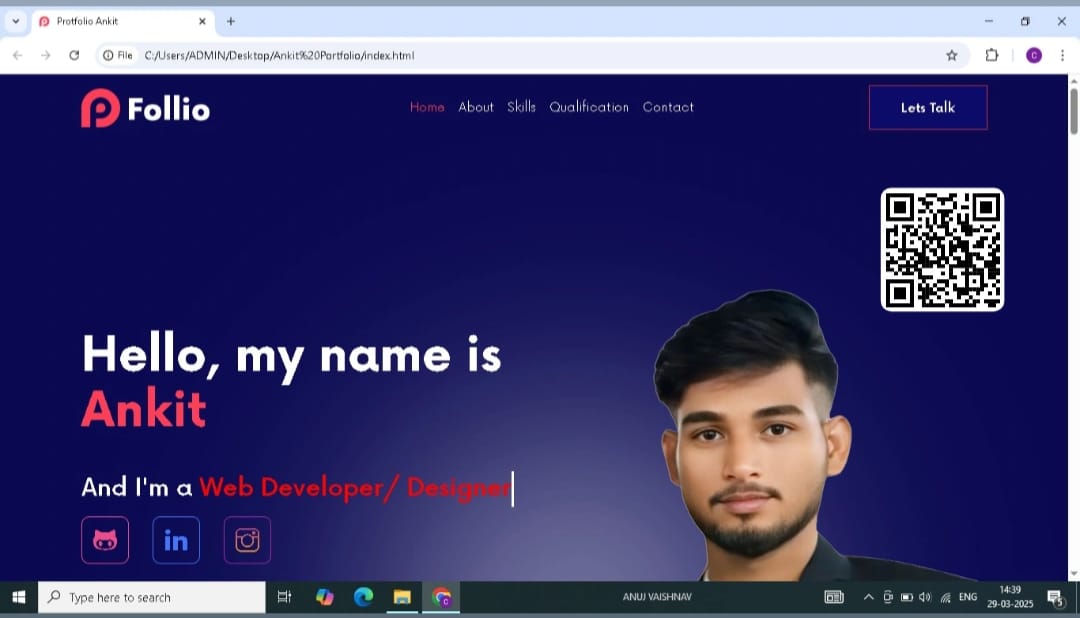 Protfolio Ankit
File C:/Users/ADMIN/Desktop/Ankit%20Portfolio/index.html
C
Follio
Home About Skills Qualification Contact
Lets Talk
Hello, my name is
Ankit
And I'm a Web Developer/ Designer
in
Type here to search
ANUJ VAISHNAV
ENG
14:39
29-03-2025
5